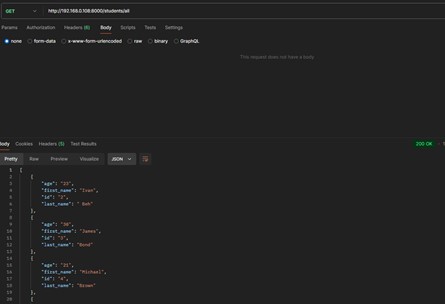 GET http://192.168.0.108:8000/students/all
Params Authorization Headers (6) Body Scripts Tests Settings
none form-data x-www-form-urlencoded raw binary GraphQL
This request does not have a body
Body Cookies Headers (5) Test Results 200 OK
Pretty Raw Preview Visualize JSON
1 [
2 {
3 "age": "23",
4 "first_name": "Ivan",
5 "id": "2",
6 "last_name":
7 },
8 {
9 "age":
10 "first_name": "James",
11 "id": "3",
12 "last_name": "Bond"
13 },
14 {
15 "age":
16 "first_name": "Michael",
17 "id": "4",
18 "last_name": "Brown"
19 },
20 {